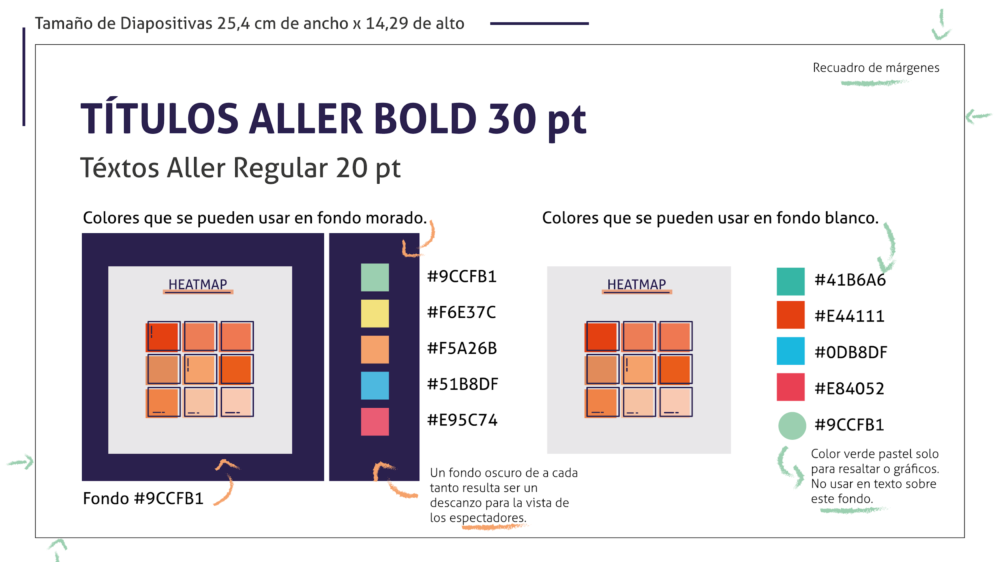 Tamaño de Diapositivas 25,4 cm de ancho x 14,29 de alto
Recuadro de márgenes
TÍTULOS ALLER BOLD 30 pt
Téxtos Aller Regular 20 pt
Colores que se pueden usar en fondo morado.
HEATMAP
#9CCFB1
#F6E37C
#F5A26B
#51B8DF
#E95C74
Fondo #9CCFB1
Un fondo oscuro de a cada
tanto resulta ser un
descanzo para la vista de
los espectadores.
Colores que se pueden usar en fondo blanco.
HEATMAP
#41B6A6
#E44111
#0DB8DF
#E84052
#9CCFB1
Color verde pastel solo
para resaltar o gráficos.
No usar en texto sobre
este fondo.